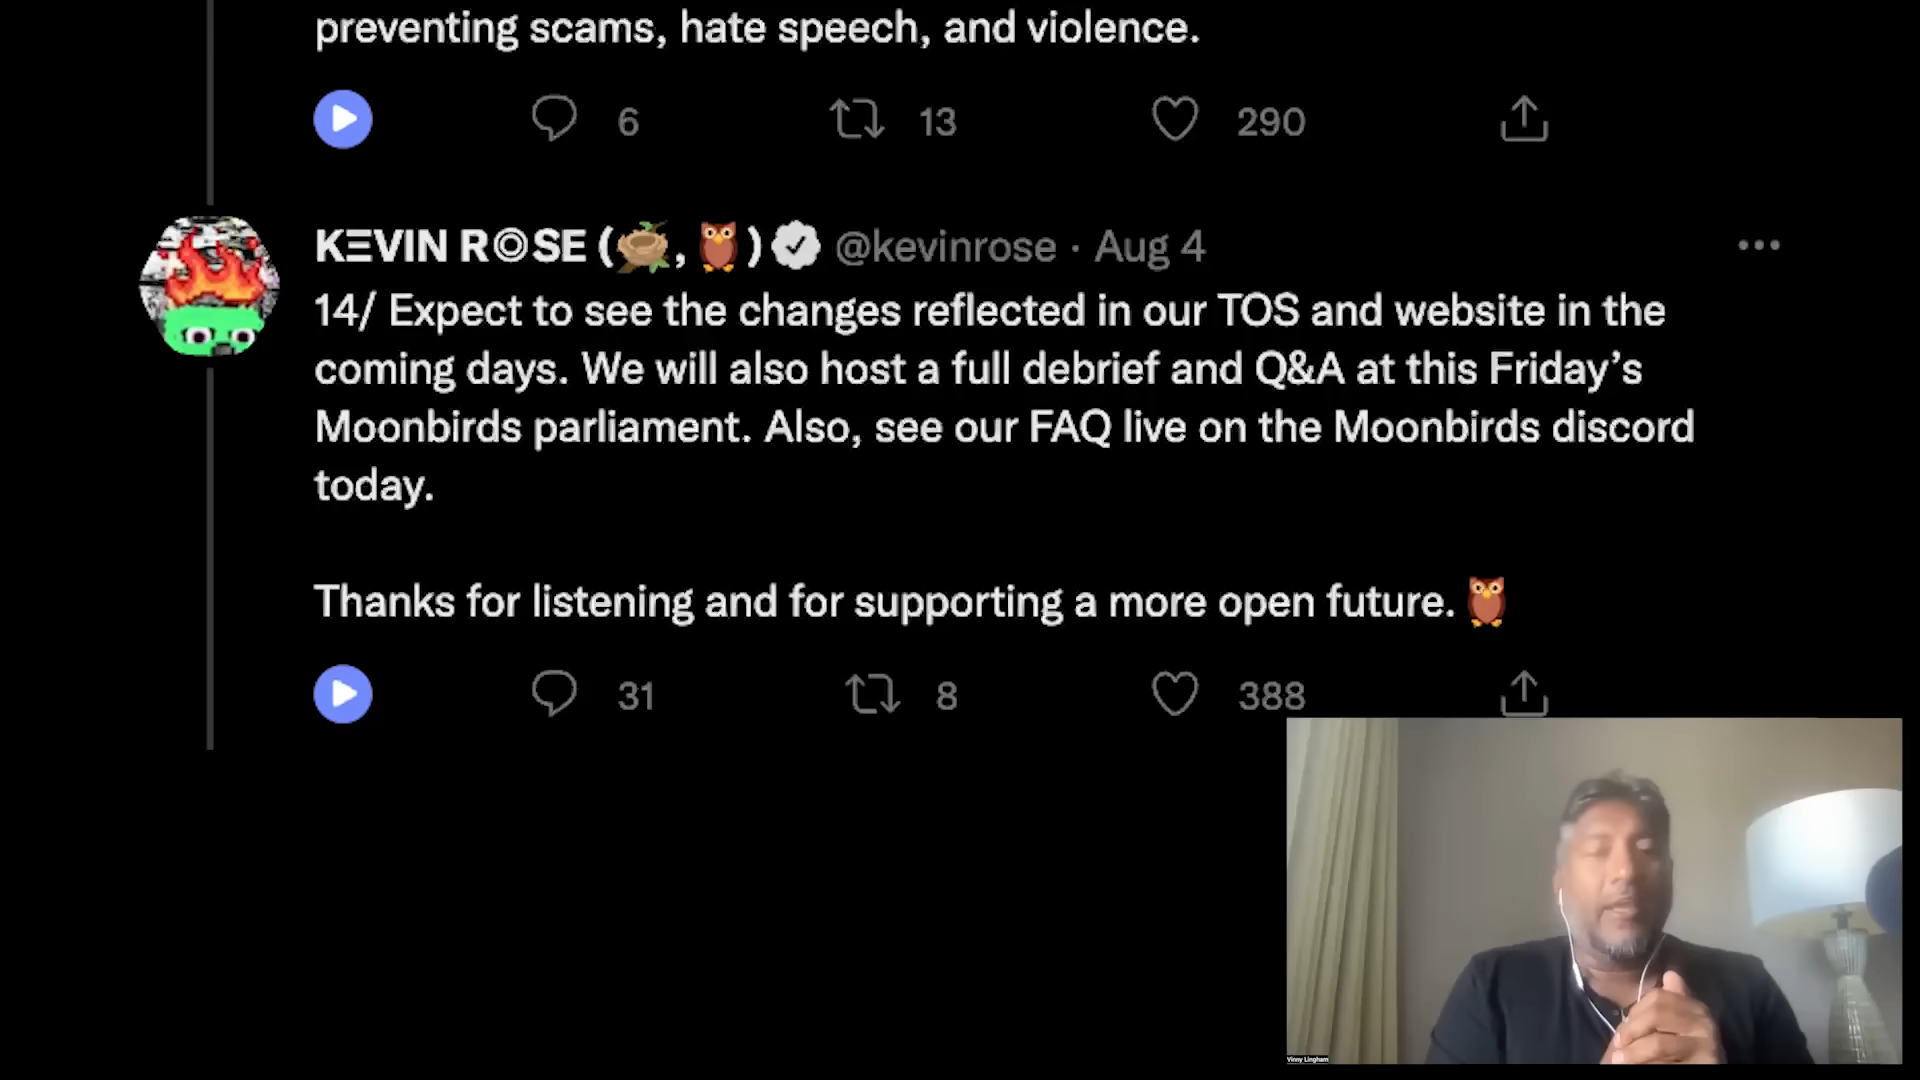 preventing scams, hate speech, and violence.
6 13 290
KΞVIN R◎SE (🪹, 🦉) @kevinrose · Aug 4
14/ Expect to see the changes reflected in our TOS and website in the
coming days. We will also host a full debrief and Q&A at this Friday’s
Moonbirds parliament. Also, see our FAQ live on the Moonbirds discord
today.
Thanks for listening and for supporting a more open future. 🦉
31 8 388
Vinny Lingham